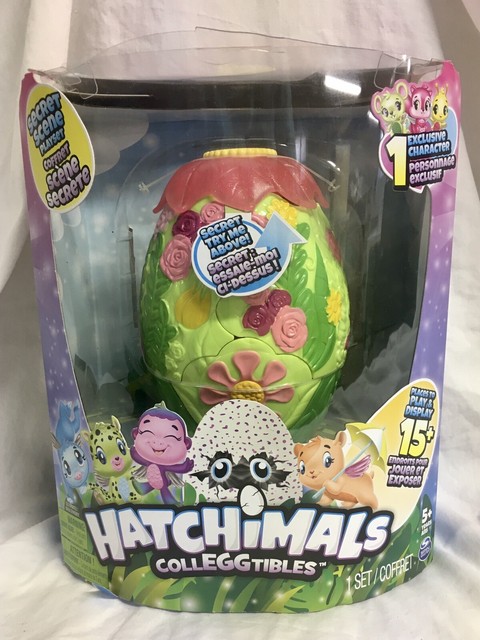 SECRET
SCENE
PLAYSET
COFFRET
SCÈNE
SECRÈTE
1 EXCLUSIVE
CHARACTER
PERSONNAGE
EXCLUSIF
SECRET
TRY ME
ABOVE!
SECRET :
ESSAIE-MOI
CI-DESSUS !
PLACES TO
PLAY &
DISPLAY
15+
ENDROITS POUR
JOUER ET
EXPOSER
HATCHiMALS
COLLEGGTIBLES™
5+
1 SET / COFFRET